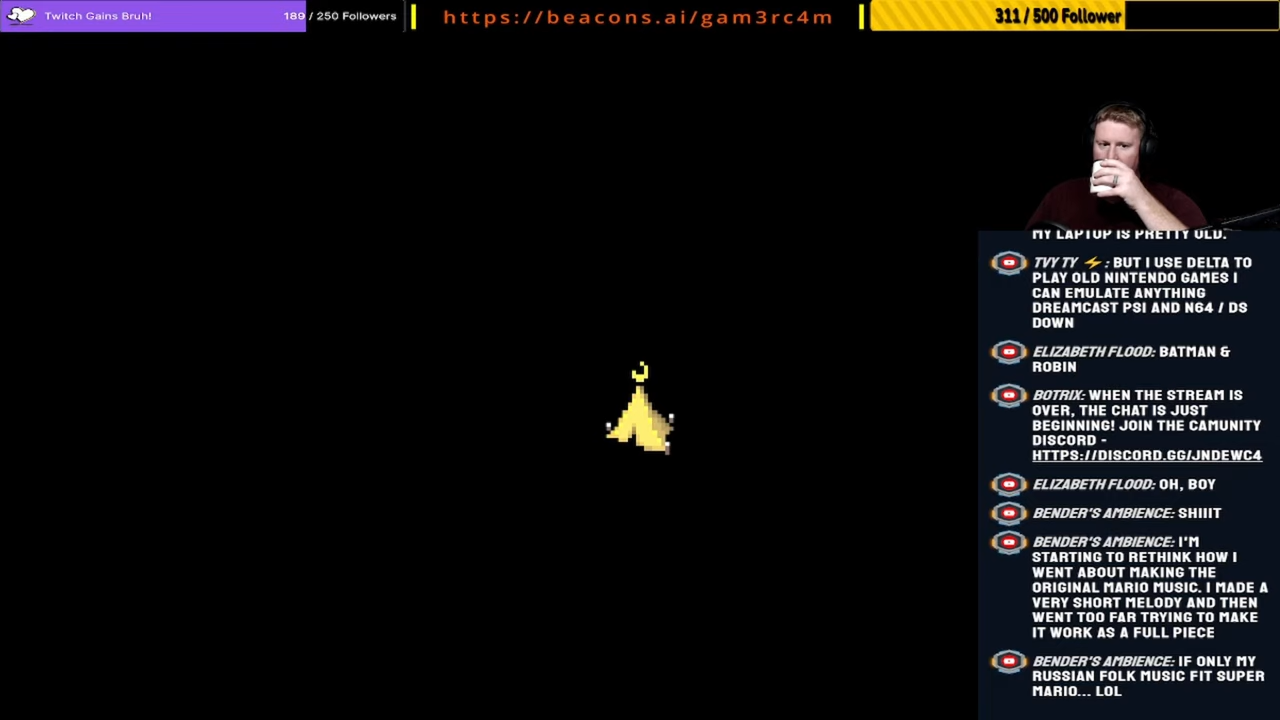 Twitch Gains Bruh!
189 / 250 Followers
https://beacons.ai/gam3rc4m
311 / 500 Follower
MY LAPTOP IS PRETTY OLD.
TVY TY ⚡ : BUT I USE DELTA TO
PLAY OLD NINTENDO GAMES I
CAN EMULATE ANYTHING
DREAMCAST PS1 AND N64 / DS
DOWN
ELIZABETH FLOOD: BATMAN &
ROBIN
BOTRIX: WHEN THE STREAM IS
OVER, THE CHAT IS JUST
BEGINNING! JOIN THE CAMUNITY
DISCORD -
HTTPS://DISCORD.GG/JNDEWC4
ELIZABETH FLOOD: OH, BOY
BENDER'S AMBIENCE: SHIIIT
BENDER'S AMBIENCE: I'M
STARTING TO RETHINK HOW I
WENT ABOUT MAKING THE
ORIGINAL MARIO MUSIC. I MADE A
VERY SHORT MELODY AND THEN
WENT TOO FAR TRYING TO MAKE
IT WORK AS A FULL PIECE
BENDER'S AMBIENCE: IF ONLY MY
RUSSIAN FOLK MUSIC FIT SUPER
MARIO... LOL